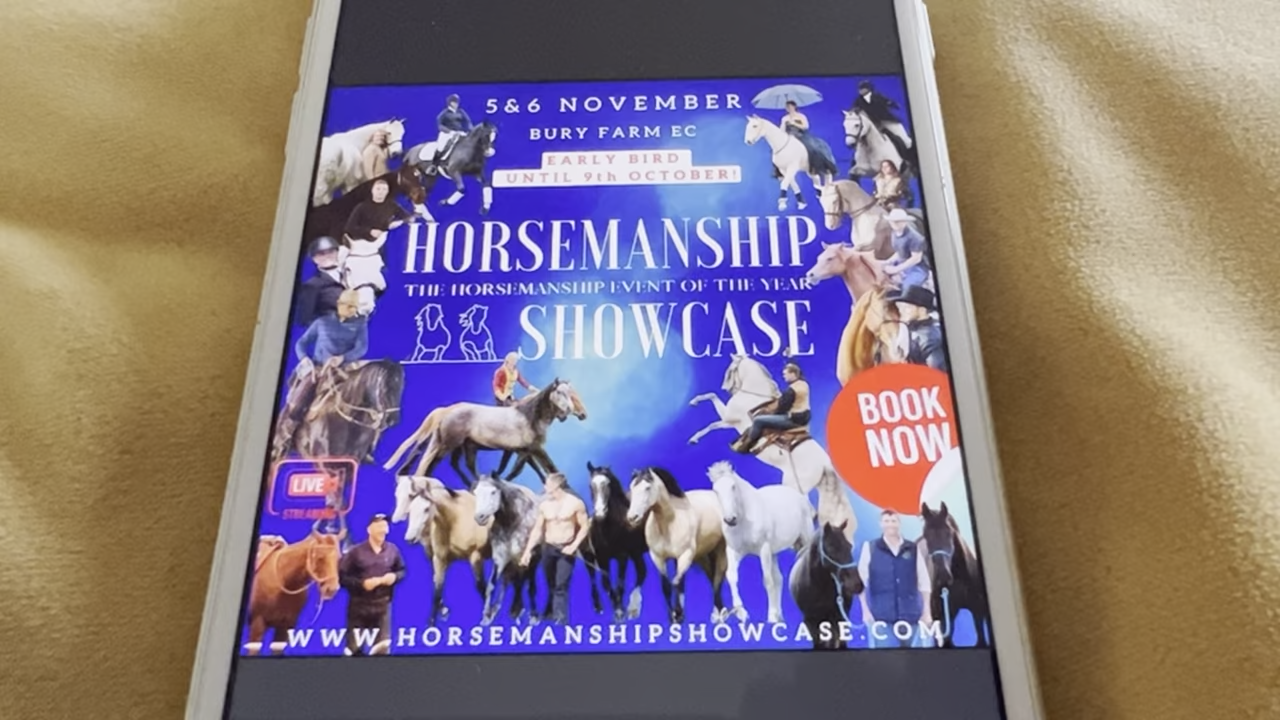 5&6 NOVEMBER
BURY FARM EC
EARLY BIRD
UNTIL 9th OCTOBER!
HORSEMANSHIP
THE HORSEMANSHIP EVENT OF THE YEAR
SHOWCASE
BOOK
NOW
LIVE
STREAMING
WWW.HORSEMANSHIPSHOWCASE.COM